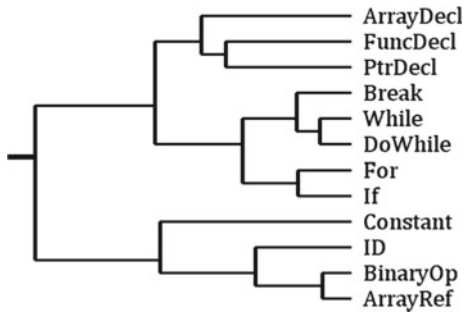 ArrayDecl
FuncDecl
PtrDecl
Break
While
DoWhile
For
If
Constant
ID
BinaryOp
ArrayRef